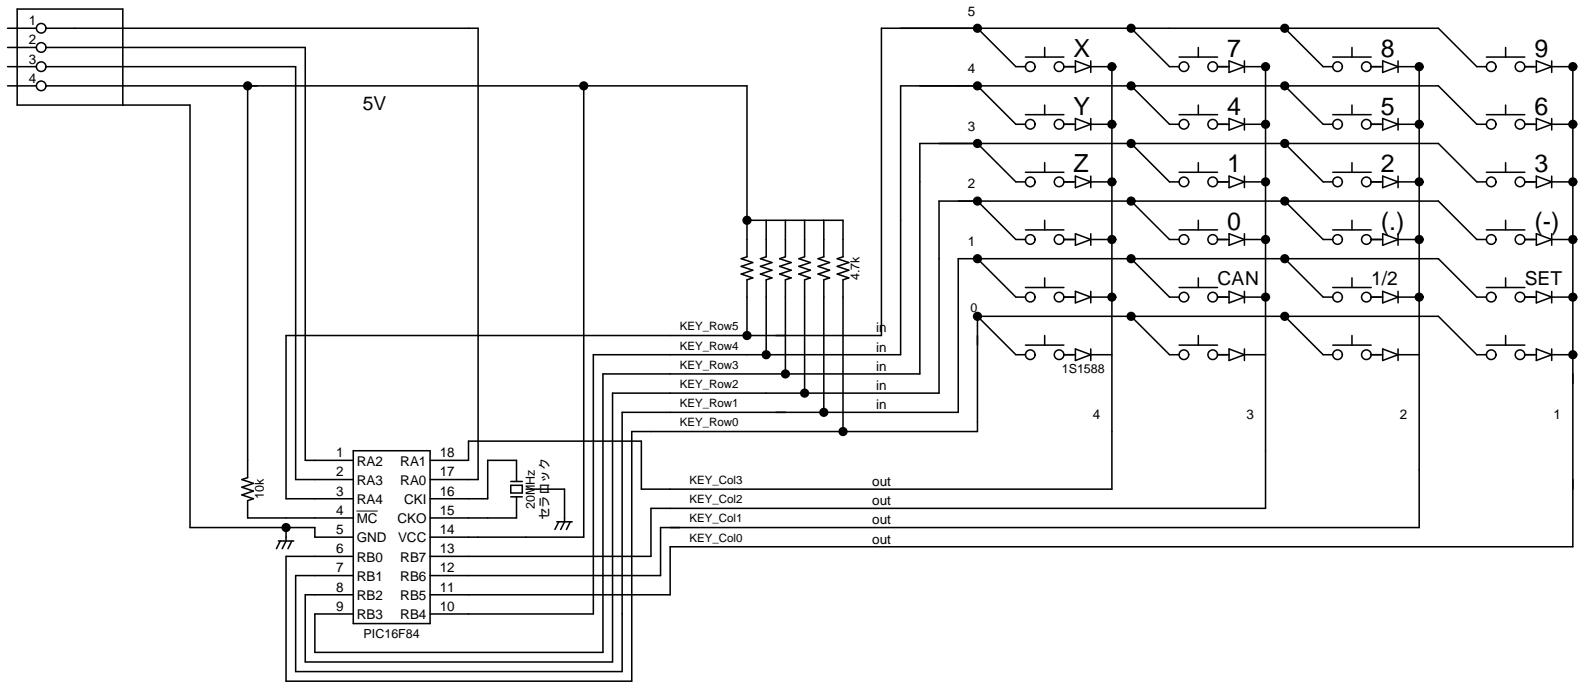 1
2
3
4
5V
5
X
7
8
9
4
Y
4
5
6
3
Z
1
2
3
2
0
(.)
(-)
1
CAN
1/2
SET
0
1S1588
4
3
2
1
4.7k
KEY_Row5
in
KEY_Row4
in
KEY_Row3
in
KEY_Row2
in
KEY_Row1
in
KEY_Row0
KEY_Col3
out
KEY_Col2
out
KEY_Col1
out
KEY_Col0
out
10k
20MHz
セラロック
1 RA2 RA1 18
2 RA3 RA0 17
3 RA4 CKI 16
4 MC CKO 15
5 GND VCC 14
6 RB0 RB7 13
7 RB1 RB6 12
8 RB2 RB5 11
9 RB3 RB4 10
PIC16F84